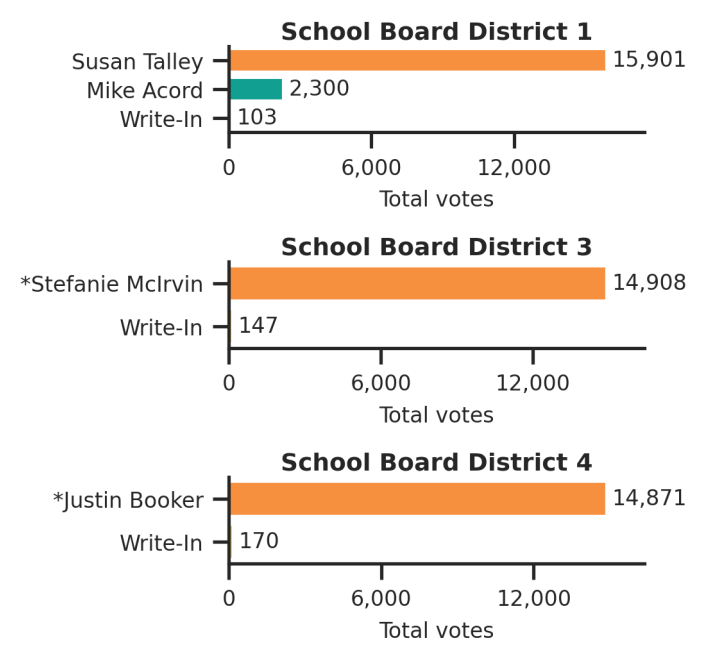 School Board District 1
Susan Talley 15,901
Mike Acord 2,300
Write-In 103
0 6,000 12,000
Total votes
School Board District 3
*Stefanie McIrvin 14,908
Write-In 147
0 6,000 12,000
Total votes
School Board District 4
*Justin Booker 14,871
Write-In 170
0 6,000 12,000
Total votes